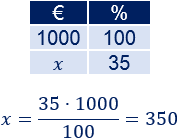 € %
1000 100
x 35
x = 35 · 1000 / 100 = 350